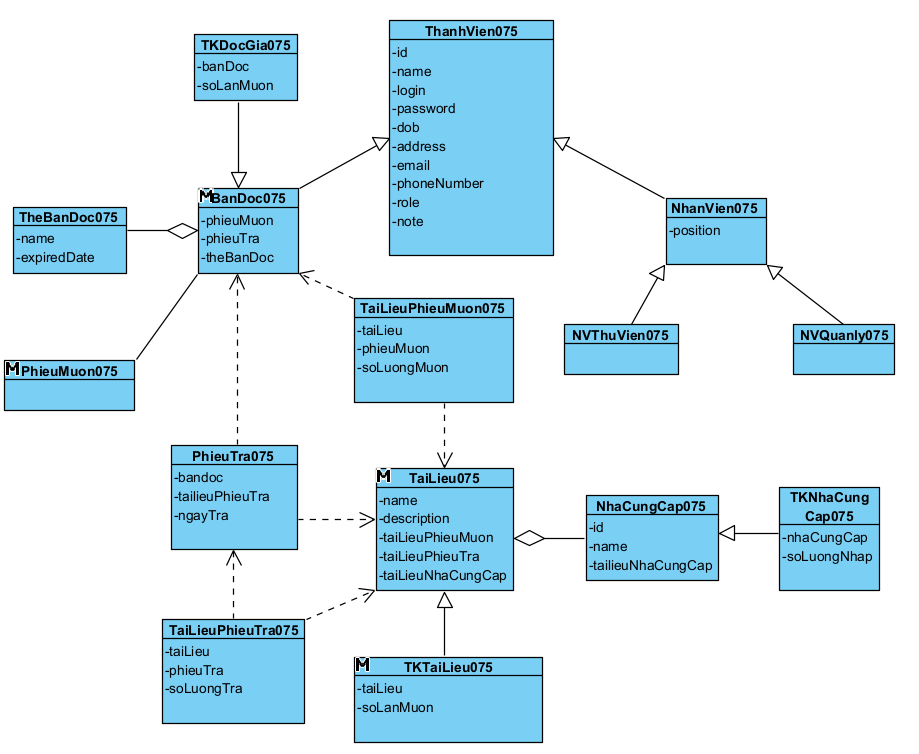 ThanhVien075
-id
-name
-login
-password
-dob
-address
-email
-phoneNumber
-role
-note
TKDocGia075
-banDoc
-soLanMuon
M
BanDoc075
-phieuMuon
-phieuTra
-theBanDoc
TheBanDoc075
-name
-expiredDate
NhanVien075
-position
TaiLieuPhieuMuon075
-taiLieu
-phieuMuon
-soLuongMuon
NVThuVien075
NVQuanly075
M
PhieuMuon075
PhieuTra075
-bandoc
-tailieuPhieuTra
-ngayTra
M
TaiLieu075
-name
-description
-taiLieuPhieuMuon
-taiLieuPhieuTra
-taiLieuNhaCungCap
NhaCungCap075
-id
-name
-tailieuNhaCungCap
TKNhaCung
Cap075
-nhaCungCap
-soLuongNhap
TaiLieuPhieuTra075
-taiLieu
-phieuTra
-soLuongTra
M
TKTaiLieu075
-taiLieu
-soLanMuon